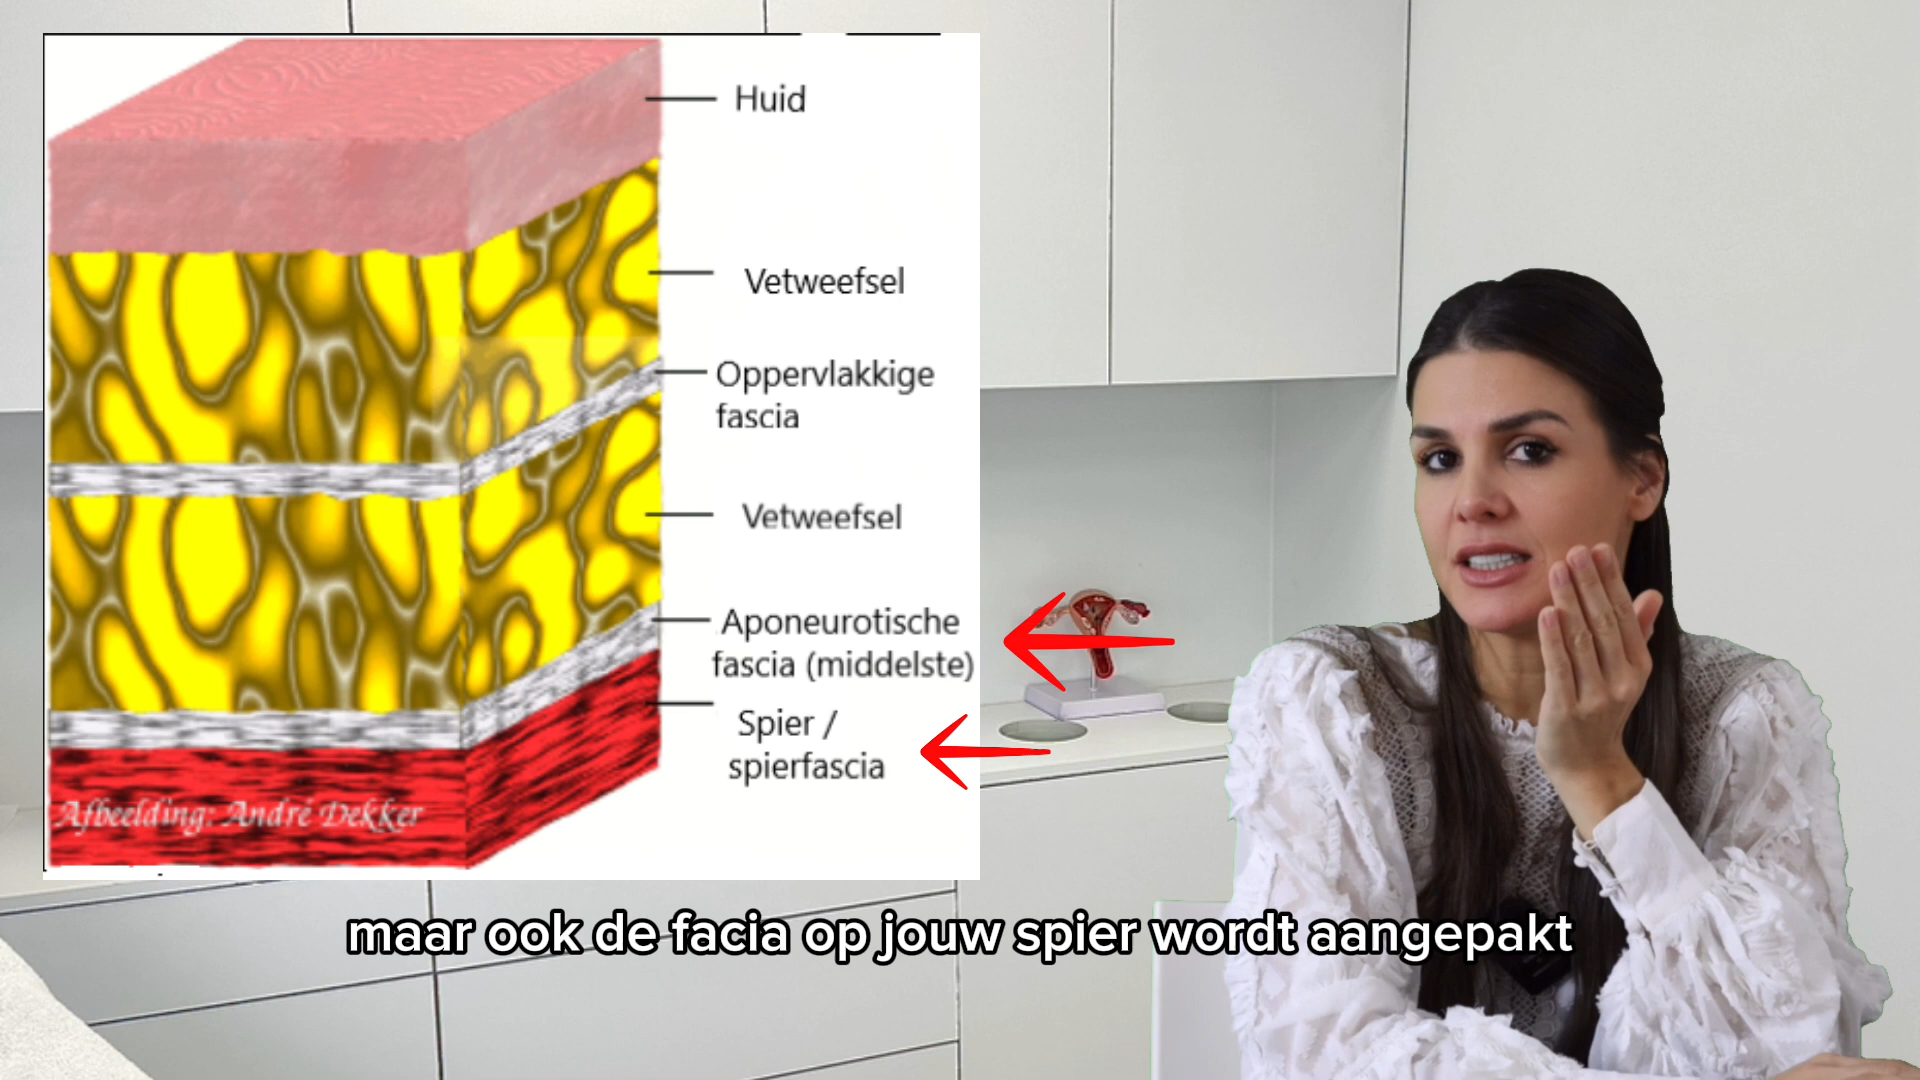 Huid
Vetweefsel
Oppervlakkige
fascia
Vetweefsel
Aponeurotische
fascia (middelste)
Spier /
spierfascia
Afbeelding: André Dekker
maar ook de facia op jouw spier wordt aangepakt